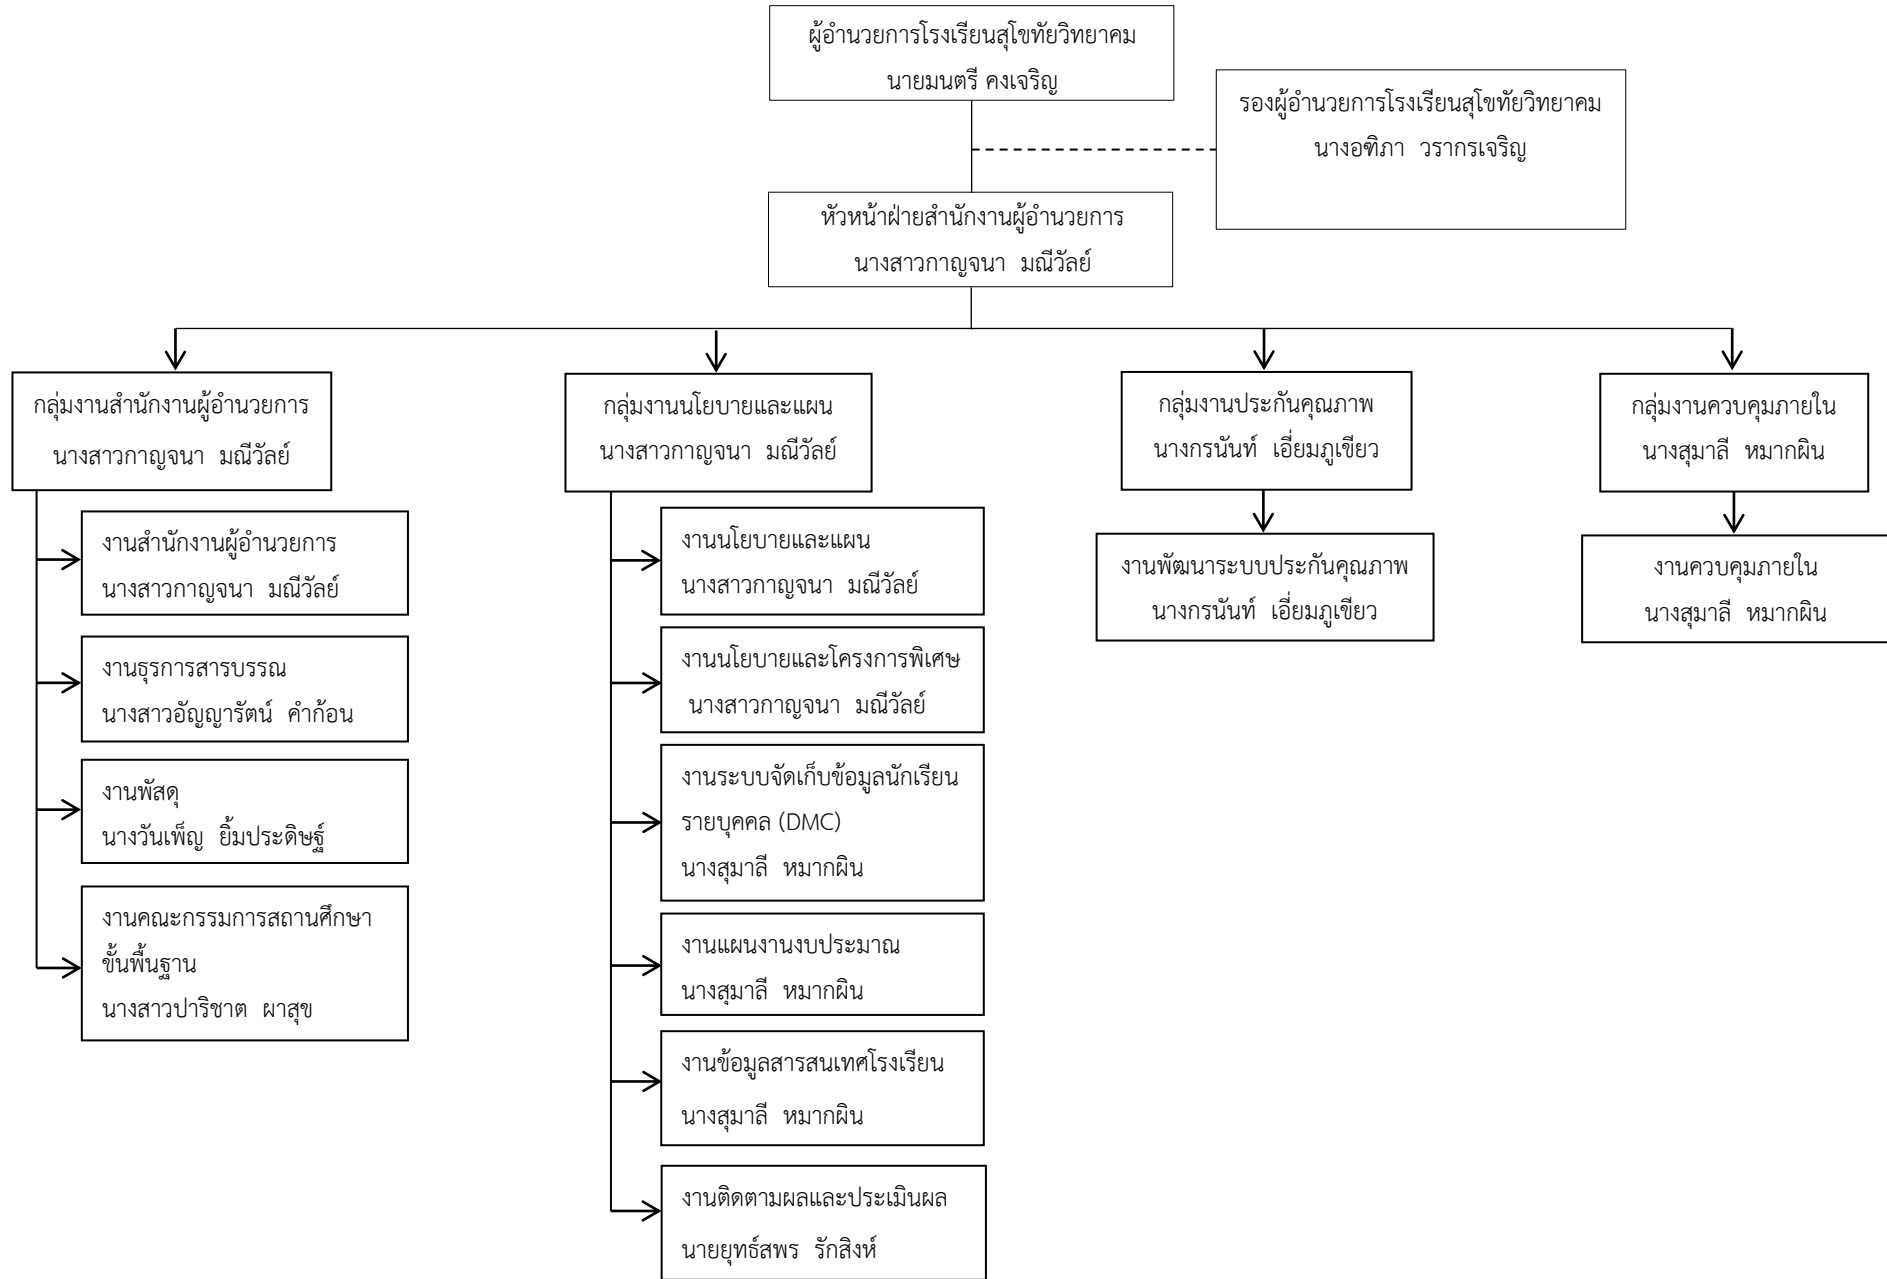 ผู้อำนวยการโรงเรียนสุโขทัยวิทยาคม
นายมนตรี คงเจริญ
รองผู้อำนวยการโรงเรียนสุโขทัยวิทยาคม
นางอฑิภา วรากรเจริญ
หัวหน้าฝ่ายสำนักงานผู้อำนวยการ
นางสาวกาญจนา มณีวัลย์
กลุ่มงานสำนักงานผู้อำนวยการ
นางสาวกาญจนา มณีวัลย์
งานสำนักงานผู้อำนวยการ
นางสาวกาญจนา มณีวัลย์
งานธุรการสารบรรณ
นางสาวอัญญารัตน์ คำก้อน
งานพัสดุ
นางวันเพ็ญ ยิ้มประดิษฐ์
งานคณะกรรมการสถานศึกษา
ขั้นพื้นฐาน
นางสาวปาริชาต ผาสุข
กลุ่มงานนโยบายและแผน
นางสาวกาญจนา มณีวัลย์
งานนโยบายและแผน
นางสาวกาญจนา มณีวัลย์
งานนโยบายและโครงการพิเศษ
นางสาวกาญจนา มณีวัลย์
งานระบบจัดเก็บข้อมูลนักเรียน
รายบุคคล (DMC)
นางสุมาลี หมากผิน
งานแผนงานงบประมาณ
นางสุมาลี หมากผิน
งานข้อมูลสารสนเทศโรงเรียน
นางสุมาลี หมากผิน
งานติดตามผลและประเมินผล
นายยุทธ์สพร รักสิงห์
กลุ่มงานประกันคุณภาพ
นางกรนันท์ เอี่ยมภูเขียว
งานพัฒนาระบบประกันคุณภาพ
นางกรนันท์ เอี่ยมภูเขียว
กลุ่มงานควบคุมภายใน
นางสุมาลี หมากผิน
งานควบคุมภายใน
นางสุมาลี หมากผิน